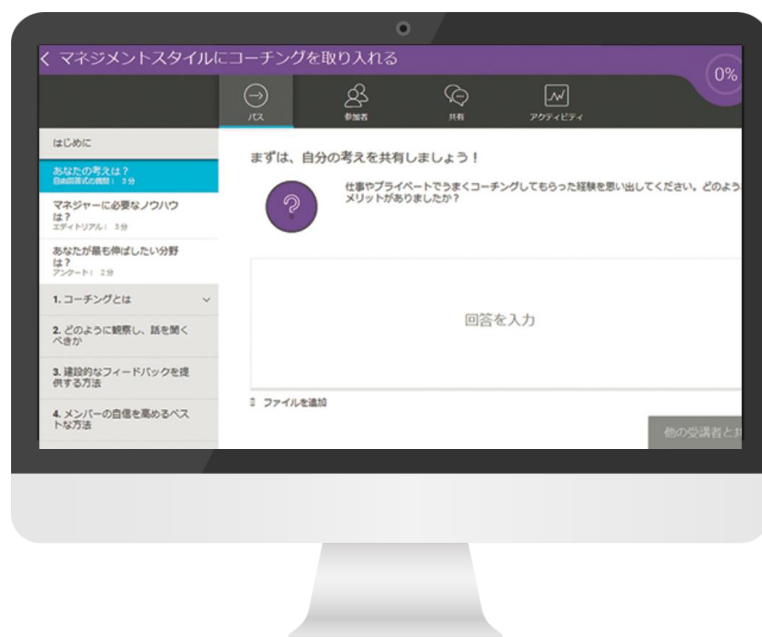 マネジメントスタイルにコーチングを取り入れる
0%
パス
参加者
共有
アクティビティ
はじめに
あなたの考えは？
自由回答式の質問 | 3分
マネジャーに必要なノウハウ
は？
エディトリアル | 3分
あなたが最も伸ばしたい分野
は？
アンケート | 2分
1. コーチングとは
2. どのように観察し、話を聞く
べきか
3. 建設的なフィードバックを提
供する方法
4. メンバーの自信を高めるベス
トな方法
まずは、自分の考えを共有しましょう！
仕事やプライベートでうまくコーチングしてもらった経験を思い出してください。どのよう
メリットがありましたか？
回答を入力
ファイルを追加
他の受講者と